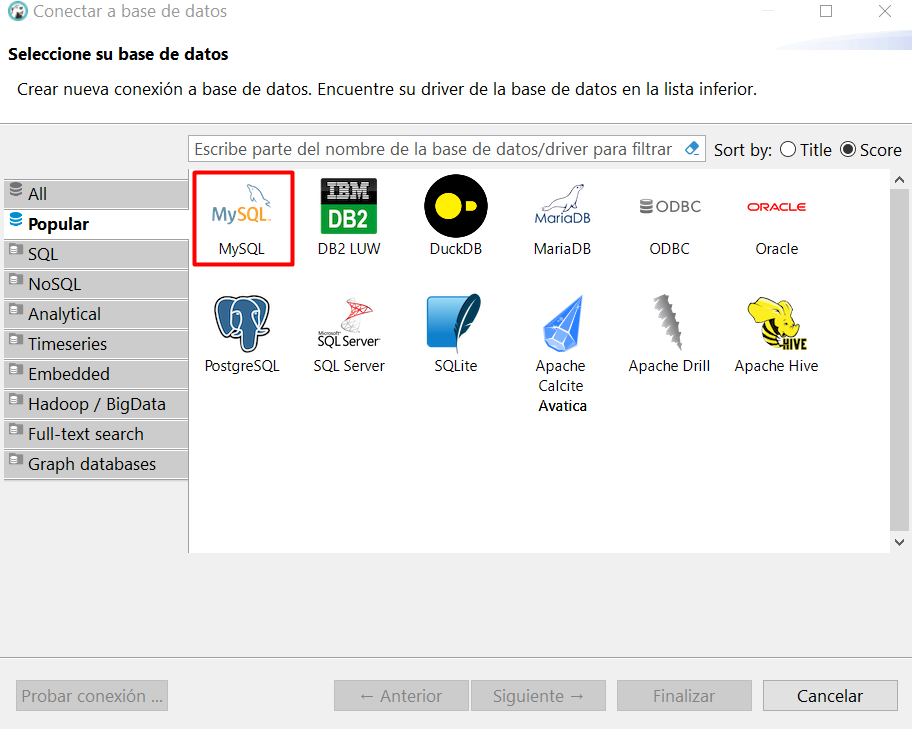 Conectar a base de datos
Seleccione su base de datos
Crear nueva conexión a base de datos. Encuentre su driver de la base de datos en la lista inferior.
Escribe parte del nombre de la base de datos/driver para filtrar
Sort by: Title Score
All
Popular
SQL
NoSQL
Analytical
Timeseries
Embedded
Hadoop / BigData
Full-text search
Graph databases
MySQL
IBM
DB2
MariaDB
ODBC
ORACLE
MySQL
DB2 LUW
DuckDB
MariaDB
ODBC
Oracle
Microsoft
SQL Server
HIVE
PostgreSQL
SQL Server
SQLite
Apache
Calcite
Avatica
Apache Drill
Apache Hive
Probar conexión ...
← Anterior
Siguiente →
Finalizar
Cancelar